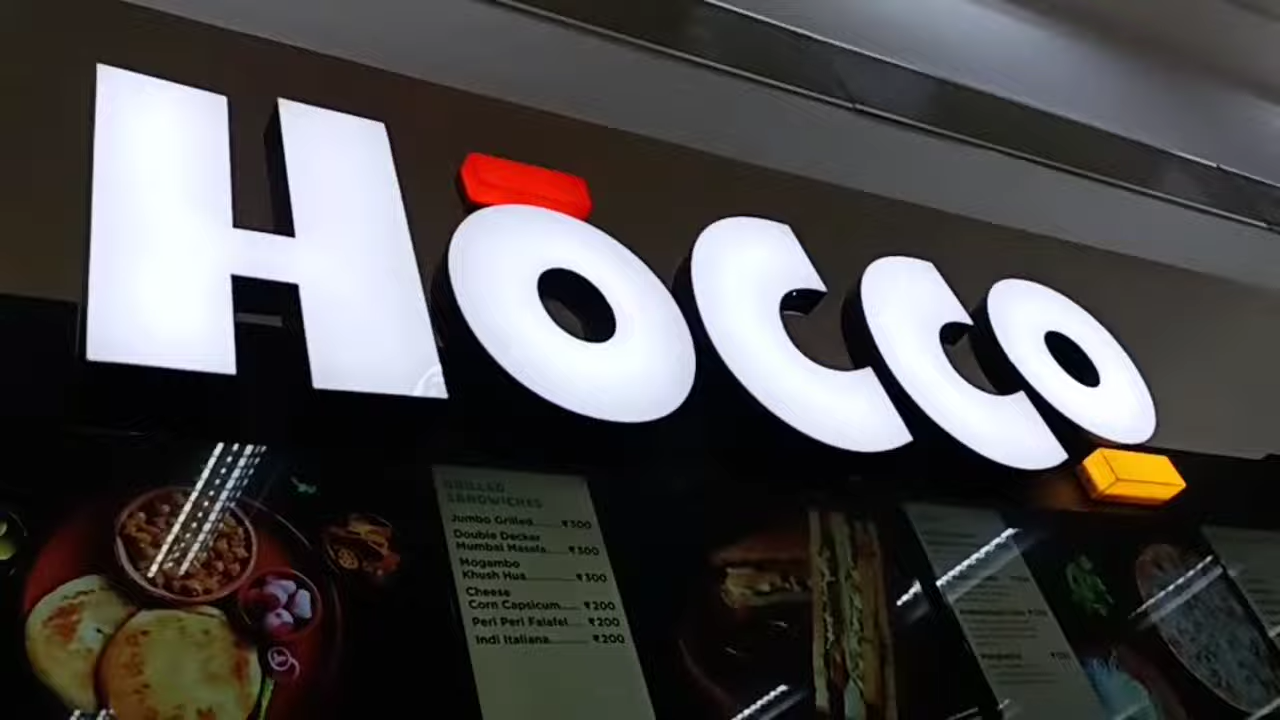 HOCCO
GRILLED
SANDWICHES
Jumbo Grilled......₹300
Double Decker
Mumbai Masala......₹300
Mogambo
Khush Hua......₹300
Cheese
Corn Capsicum......₹200
Peri Peri Falafel......₹200
Indi Italiana......₹200